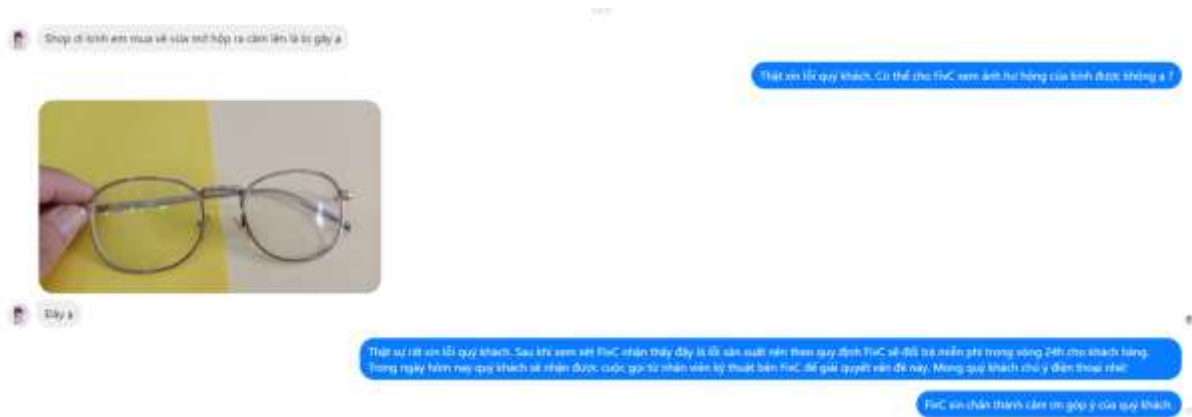 Shop ơi kính em mua về vừa mở hộp ra cầm lên là bị gãy ạ
Thật xin lỗi quý khách. Có thể cho FivC xem ảnh hư hỏng của kính được không ạ ?
Đây ạ
Thật sự rất xin lỗi quý khách. Sau khi xem xét FivC nhận thấy đây là lỗi sản xuất nên theo quy định FivC sẽ đổi trả miễn phí trong vòng 24h cho khách hàng.
Trong ngày hôm nay quý khách sẽ nhận được cuộc gọi từ nhân viên kỹ thuật bên FivC để giải quyết vấn đề này. Mong quý khách chú ý điện thoại nhé!
FivC xin chân thành cảm ơn góp ý của quý khách